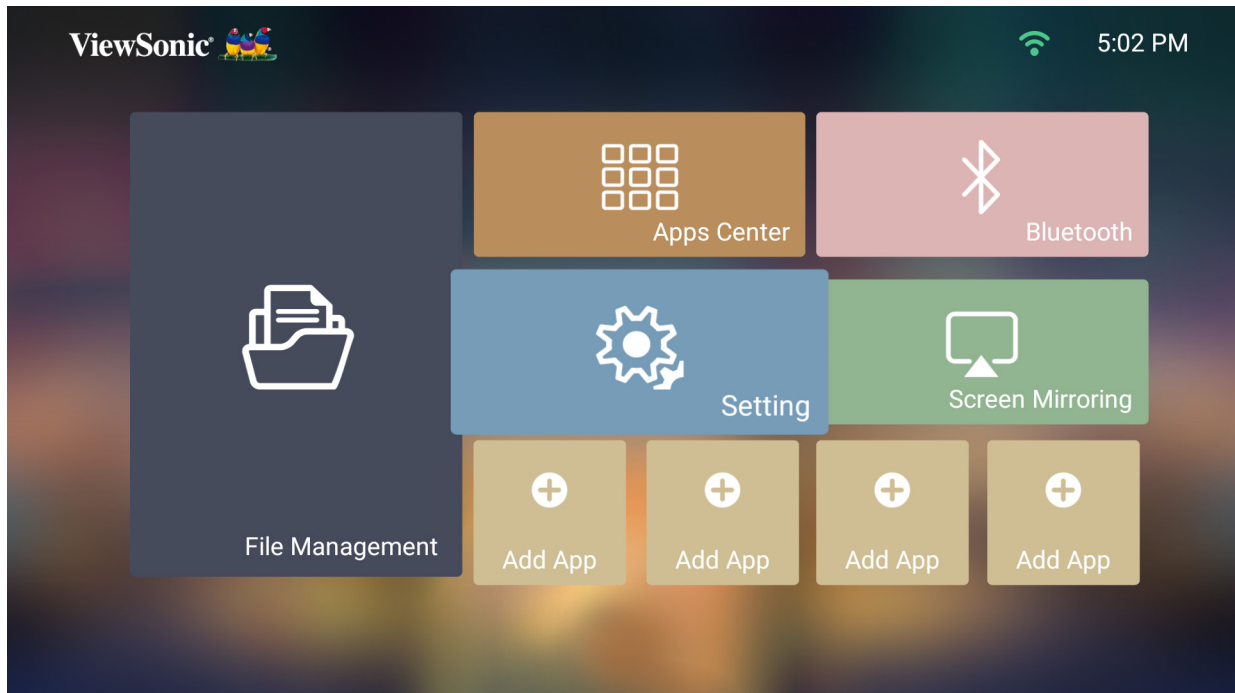 ViewSonic®
5:02 PM
Apps Center
Bluetooth
Setting
Screen Mirroring
File Management
Add App
Add App
Add App
Add App